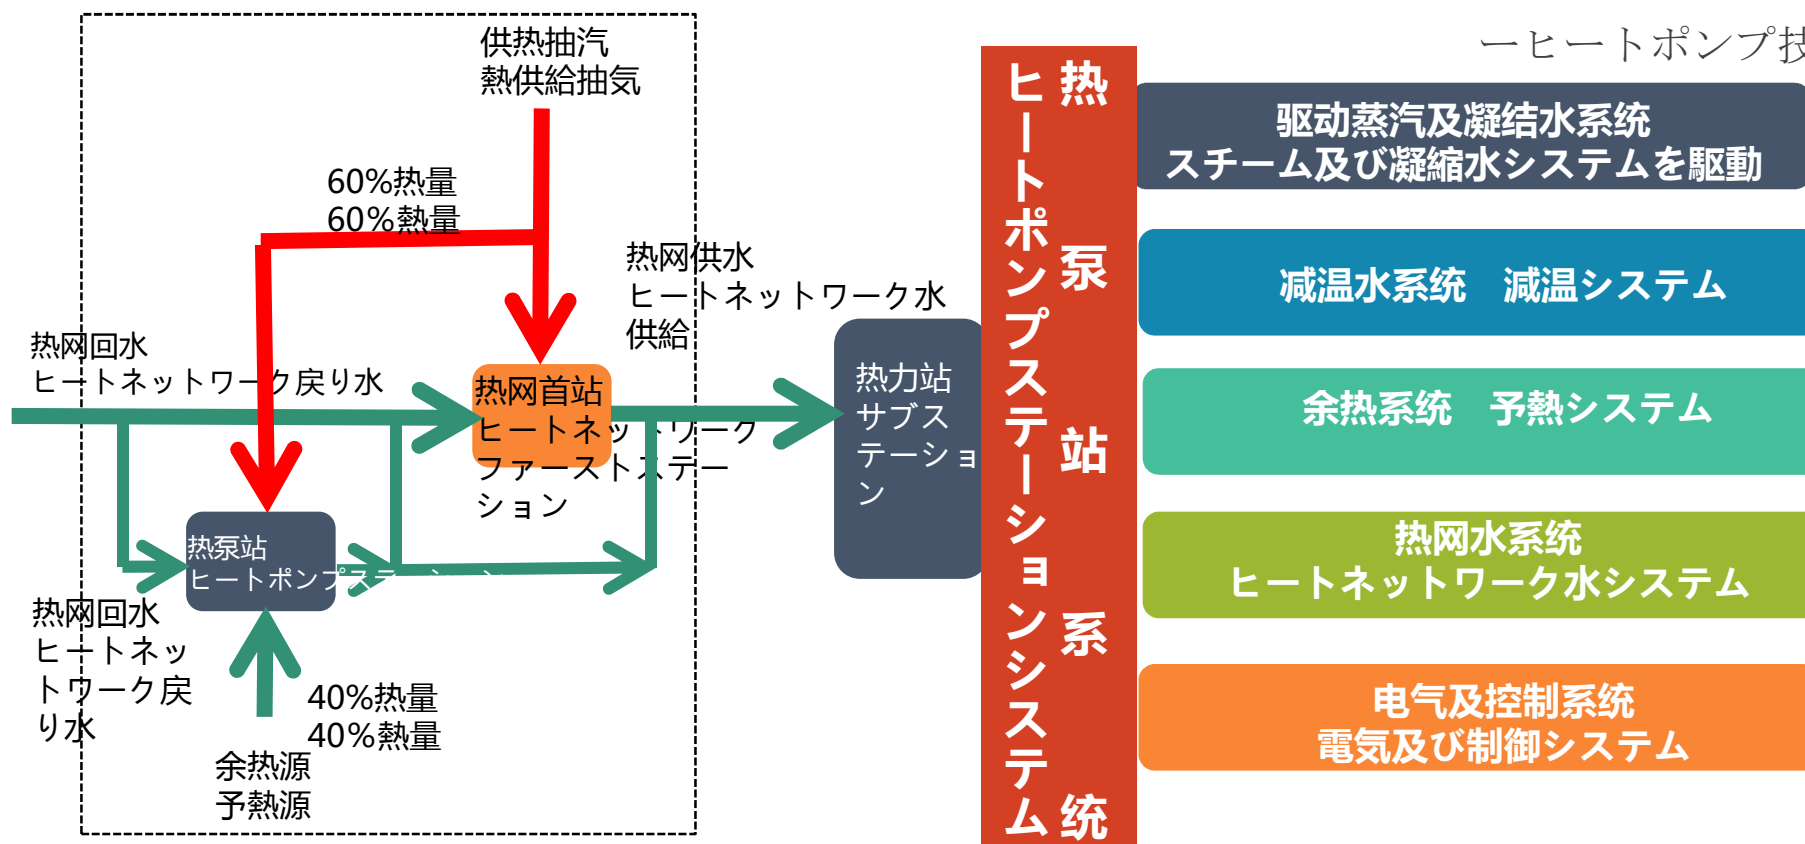 ーヒートポンプ技
供热抽汽
熱供給抽気
60%热量
60%熱量
热网供水
ヒートネットワーク水
供給
热网回水
ヒートネットワーク戻り水
热网首站
ヒートネットワーク
ファーストステー
ション
热力站
サブス
テーショ
ン
热泵站
ヒートポンプステーション
热网回水
ヒートネッ
トワーク戻
り水
40%热量
40%熱量
余热源
予熱源
热泵站系统
ヒートポンプステーションシステム
驱动蒸汽及凝结水系统
スチーム及び凝縮水システムを駆動
减温水系统　減温システム
余热系统　予熱システム
热网水系统
ヒートネットワーク水システム
电气及控制系统
電気及び制御システム